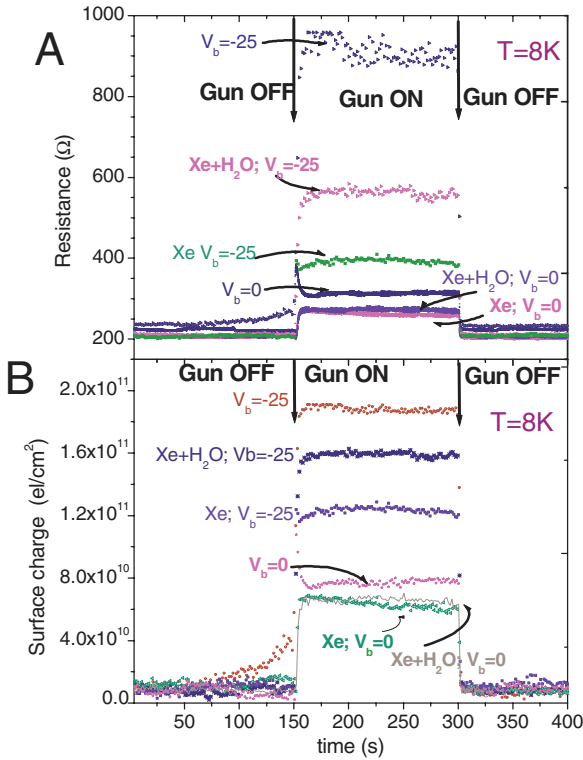 A
1000
800
600
400
200
Resistance (Ω)
V_b=-25
T=8K
Gun OFF
Gun ON
Gun OFF
Xe+H₂O; V_b=-25
Xe V_b=-25
V_b=0
Xe+H₂O; V_b=0
Xe; V_b=0
B
2.0x10¹¹
1.6x10¹¹
1.2x10¹¹
8.0x10¹⁰
4.0x10¹⁰
0.0
Surface charge (el/cm²)
Gun OFF
Gun ON
Gun OFF
V_b=-25
T=8K
Xe+H₂O; Vb=-25
Xe; V_b=-25
V_b=0
Xe; V_b=0
Xe+H₂O; V_b=0
50 100 150 200 250 300 350 400
time (s)